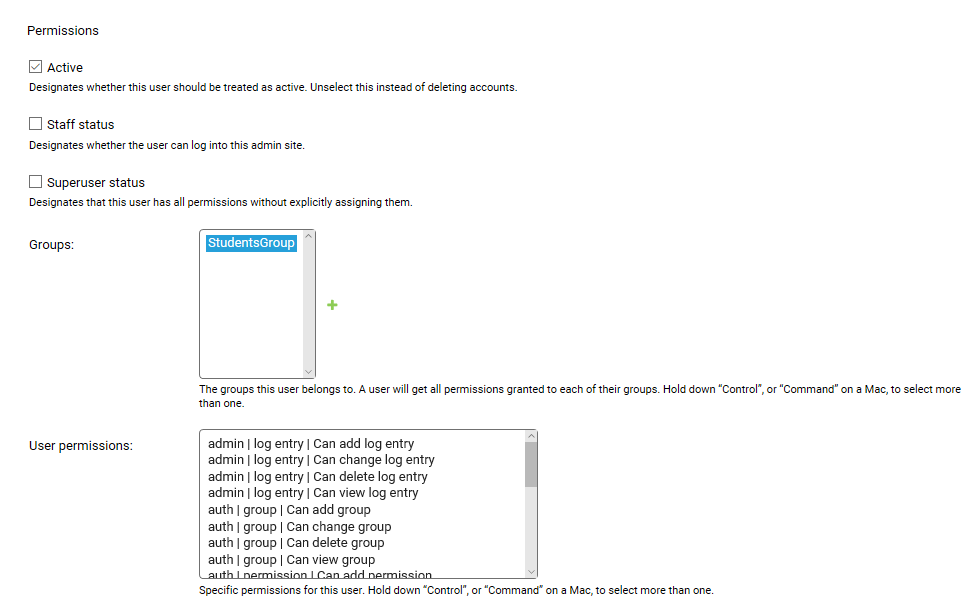 Permissions
Active
Designates whether this user should be treated as active. Unselect this instead of deleting accounts.
Staff status
Designates whether the user can log into this admin site.
Superuser status
Designates that this user has all permissions without explicitly assigning them.
Groups:
StudentsGroup
The groups this user belongs to. A user will get all permissions granted to each of their groups. Hold down “Control”, or “Command” on a Mac, to select more
than one.
User permissions:
admin | log entry | Can add log entry
admin | log entry | Can change log entry
admin | log entry | Can delete log entry
admin | log entry | Can view log entry
auth | group | Can add group
auth | group | Can change group
auth | group | Can delete group
auth | group | Can view group
auth | permission | Can add permission
Specific permissions for this user. Hold down “Control”, or “Command” on a Mac, to select more than one.